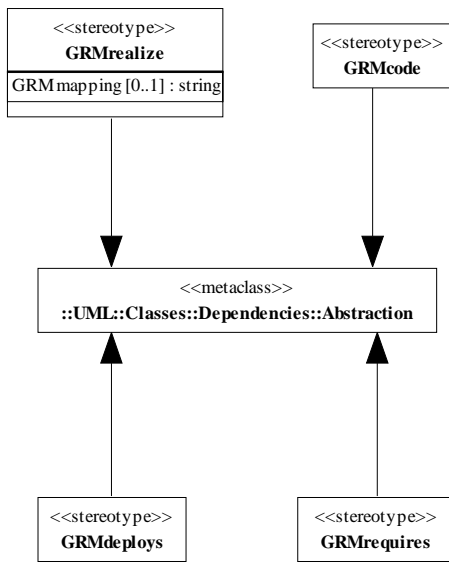 <<stereotype>>
GRMrealize
GRMmapping [0..1] : string
<<stereotype>>
GRMcode
<<metaclass>>
::UML::Classes::Dependencies::Abstraction
<<stereotype>>
GRMdeploys
<<stereotype>>
GRMrequires